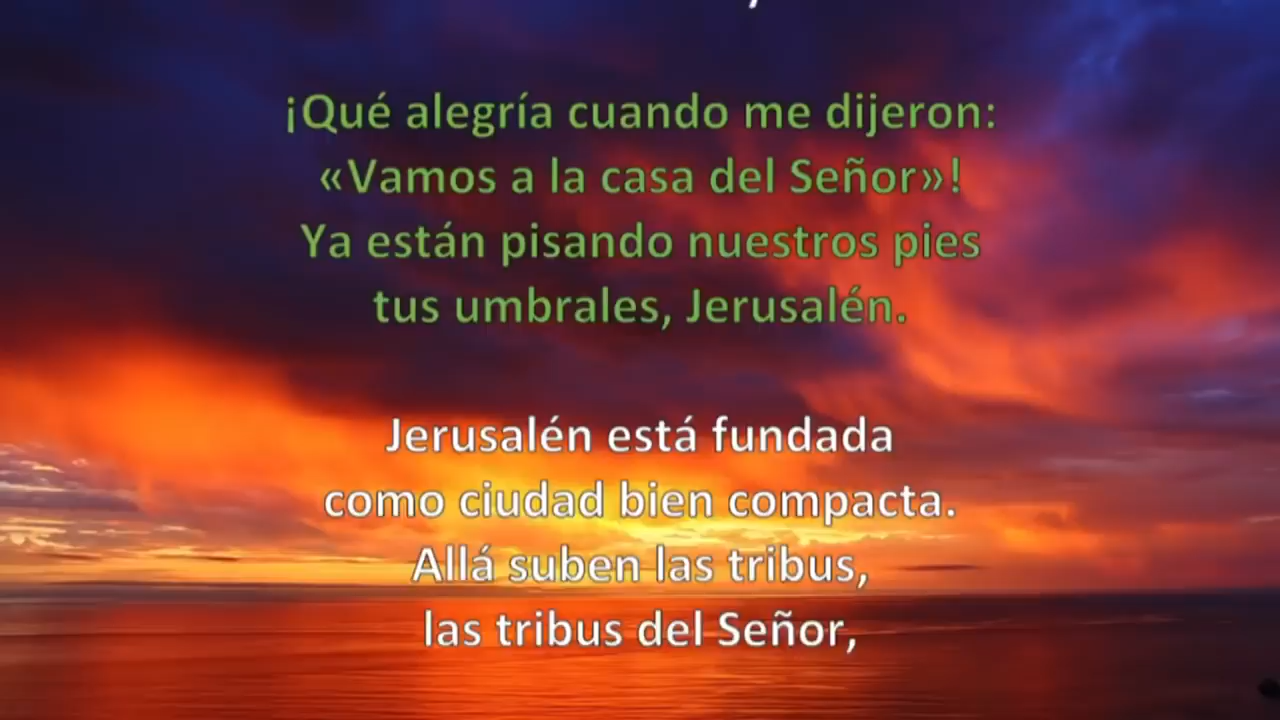 ¡Qué alegría cuando me dijeron:
«Vamos a la casa del Señor»!
Ya están pisando nuestros pies
tus umbrales, Jerusalén.
Jerusalén está fundada
como ciudad bien compacta.
Allá suben las tribus,
las tribus del Señor,